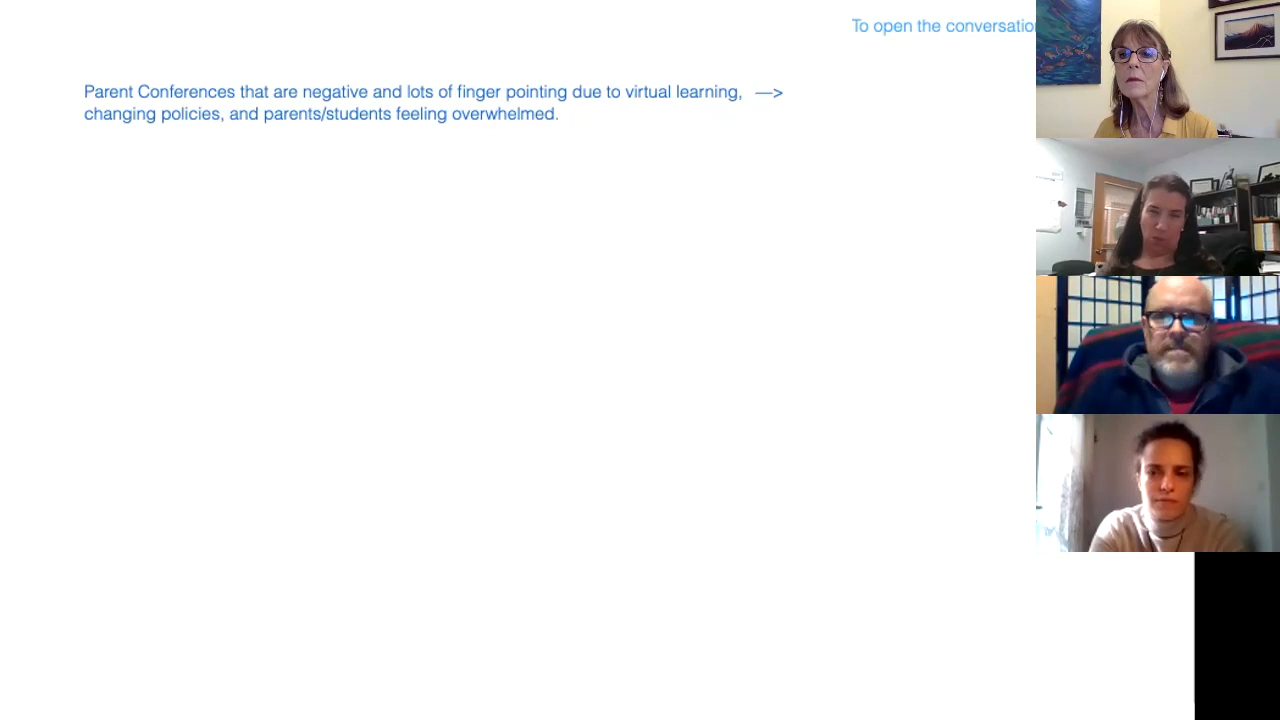 To open the conversation
Parent Conferences that are negative and lots of finger pointing due to virtual learning, —>
changing policies, and parents/students feeling overwhelmed.